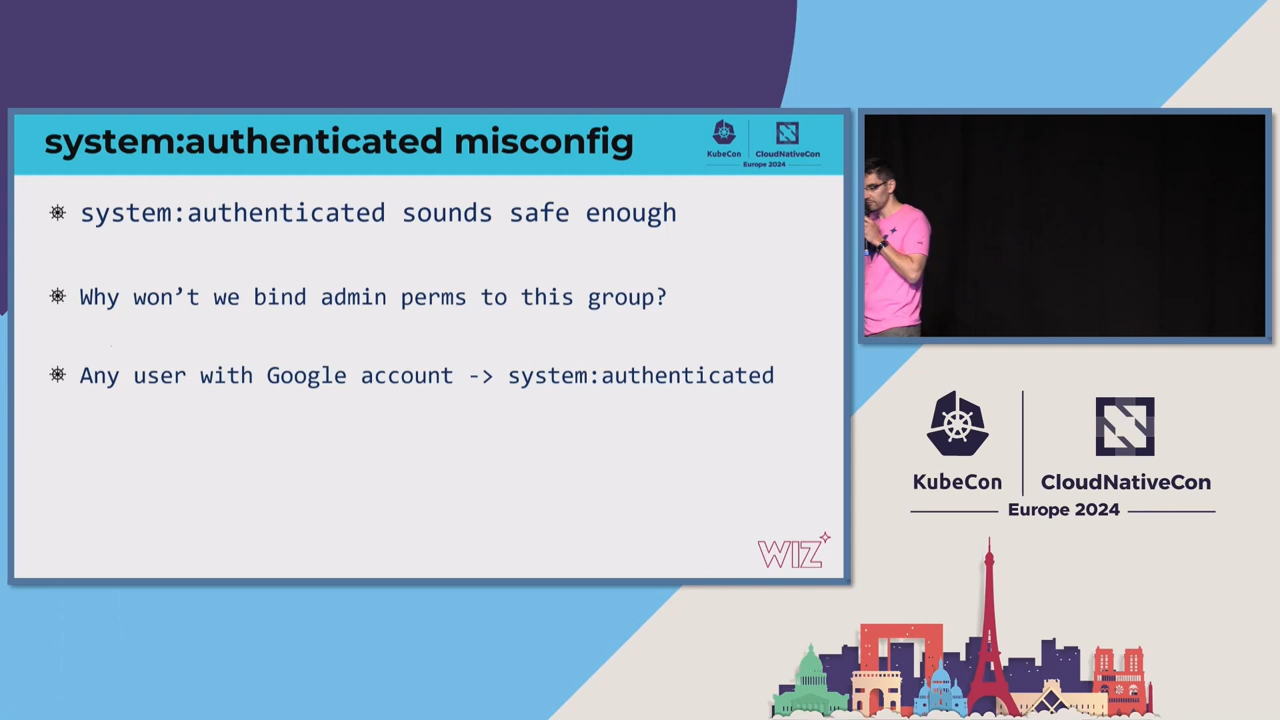 system:authenticated misconfig
KubeCon
CloudNativeCon
Europe 2024
system:authenticated sounds safe enough
Why won’t we bind admin perms to this group?
Any user with Google account -> system:authenticated
WIZ
KubeCon
CloudNativeCon
Europe 2024